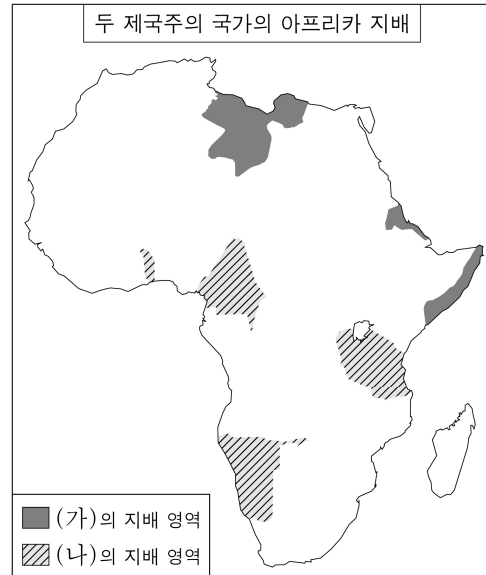 두 제국주의 국가의 아프리카 지배
(가)의 지배 영역
(나)의 지배 영역